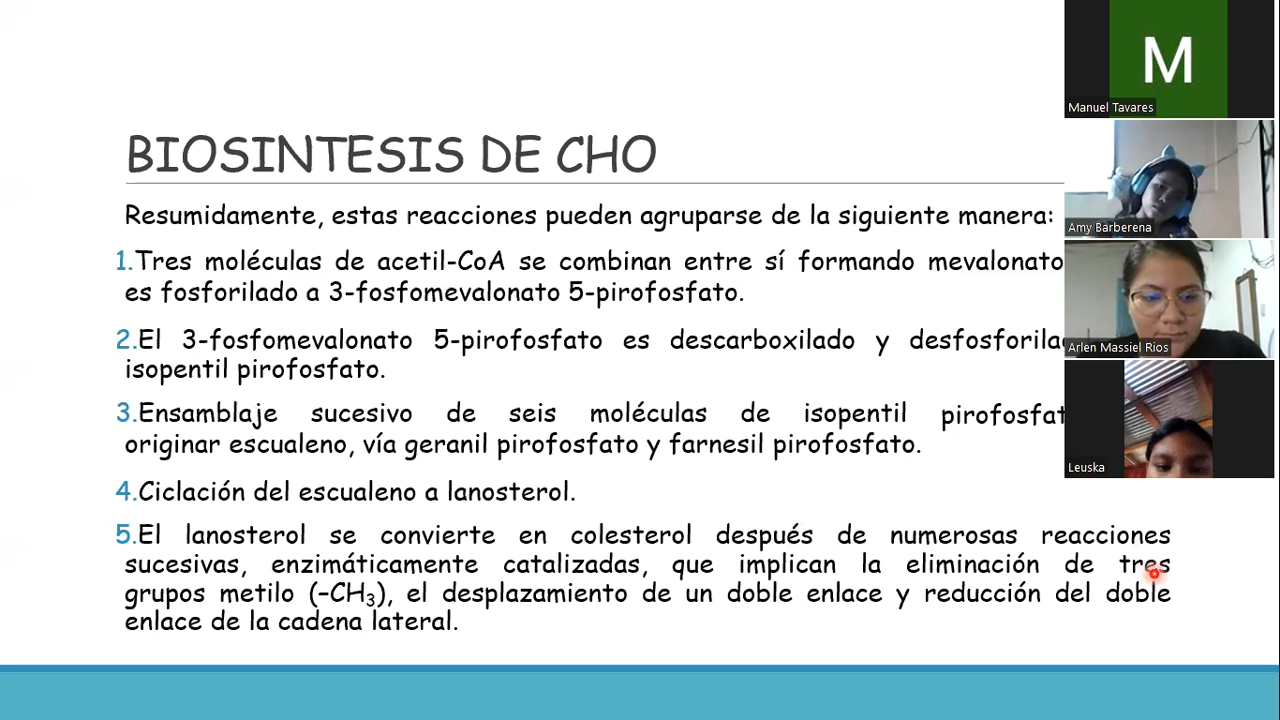 BIOSINTESIS DE CHO
Resumidamente, estas reacciones pueden agruparse de la siguiente manera:
1.Tres moléculas de acetil-CoA se combinan entre sí formando mevalonato
es fosforilado a 3-fosfomevalonato 5-pirofosfato.
2.El 3-fosfomevalonato 5-pirofosfato es descarboxilado y
isopentil pirofosfato.
3.Ensamblaje sucesivo de seis moléculas de isopentil
originar escualeno, vía geranil pirofosfato y farnesil pirofosfato.
4.Ciclación del escualeno a lanosterol.
5.El lanosterol se convierte en colesterol después de numerosas reacciones
sucesivas, enzimáticamente catalizadas, que implican la eliminación de tres
grupos metilo (–CH₃), el desplazamiento de un doble enlace y reducción del doble
enlace de la cadena lateral.
M
Manuel Tavares
Amy Barberena
Arlen Massiel Rios
Leuska